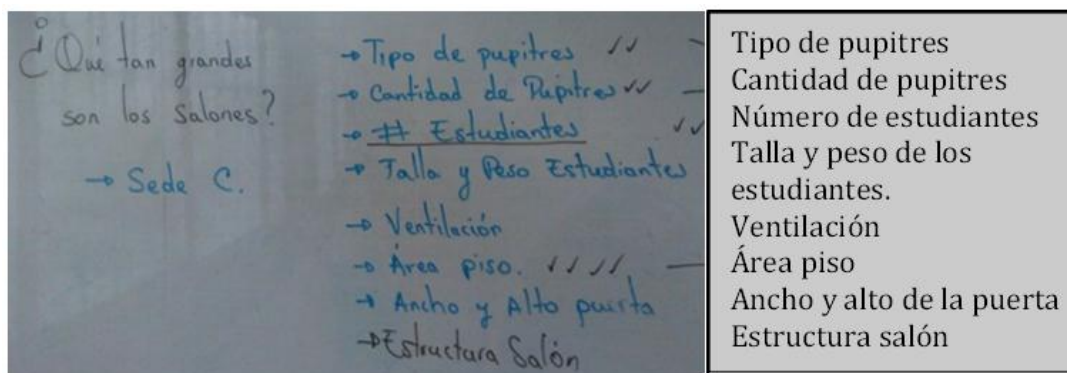 ¿Qué tan grandes
son los Salones?
→ Sede C.
→ Tipo de pupitres ✓✓
→ Cantidad de Pupitres ✓✓
→ # Estudiantes ✓✓
→ Talla y Peso Estudiantes
→ Ventilación
→ Área piso. ✓✓✓✓
→ Ancho y Alto puerta
→ Estructura Salón
Tipo de pupitres
Cantidad de pupitres
Número de estudiantes
Talla y peso de los
estudiantes.
Ventilación
Área piso
Ancho y alto de la puerta
Estructura salón